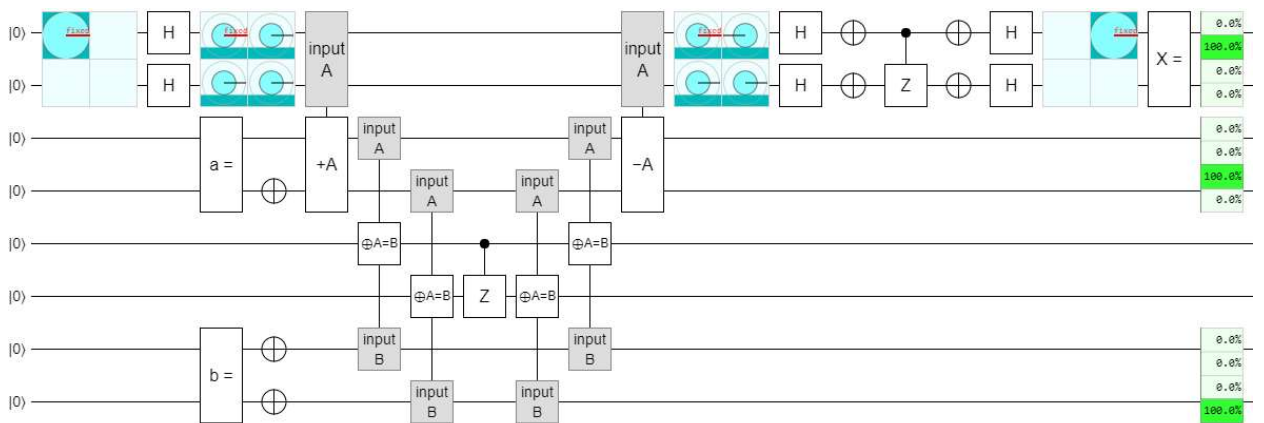 |0⟩ fixed H fixed input A input A fixed H H fixed X = 0.0%
100.0%
|0⟩ H H Z H 0.0%
0.0%
|0⟩ a = +A input A input A −A 0.0%
0.0%
|0⟩ input A input A 100.0%
0.0%
|0⟩ ⊕A=B ⊕A=B
|0⟩ ⊕A=B Z ⊕A=B
|0⟩ b = input B input B 0.0%
0.0%
|0⟩ input B input B 0.0%
100.0%